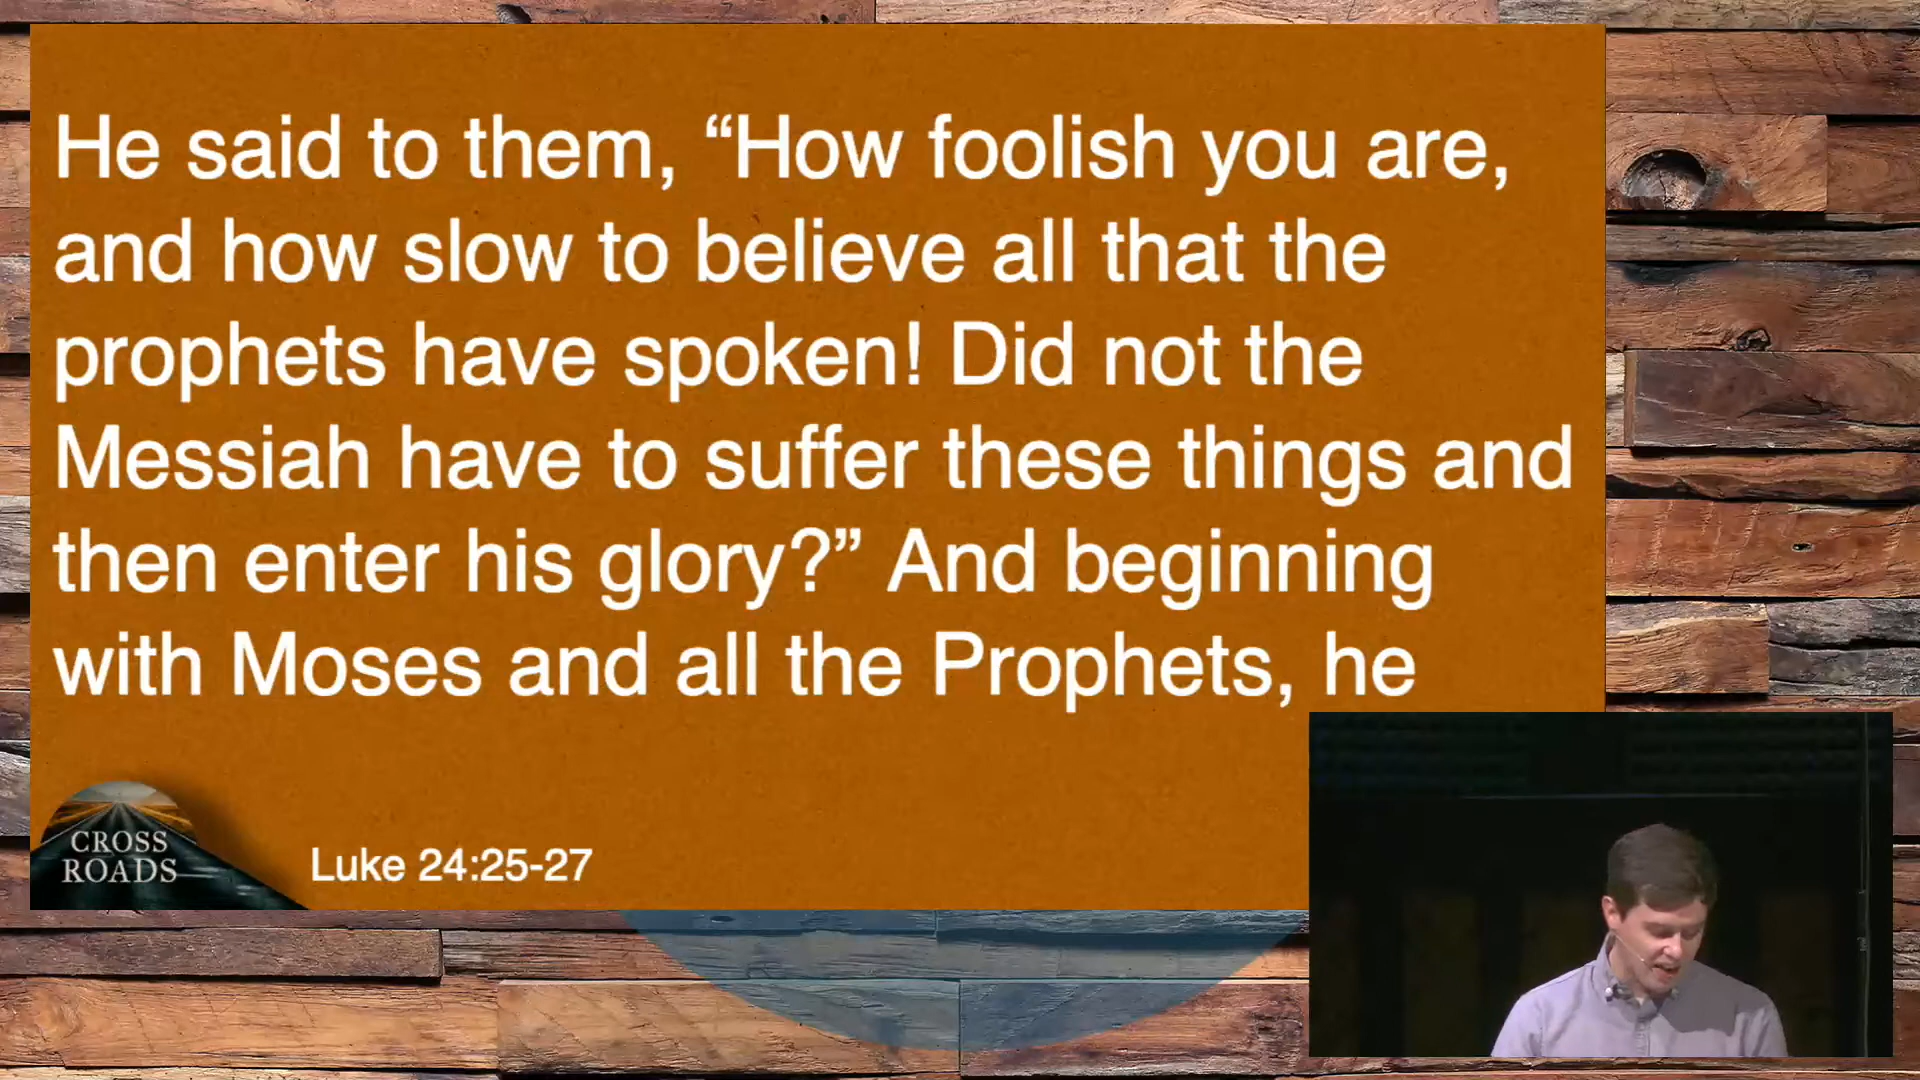 He said to them, “How foolish you are,
and how slow to believe all that the
prophets have spoken! Did not the
Messiah have to suffer these things and
then enter his glory?” And beginning
with Moses and all the Prophets, he
CROSS
ROADS
Luke 24:25-27